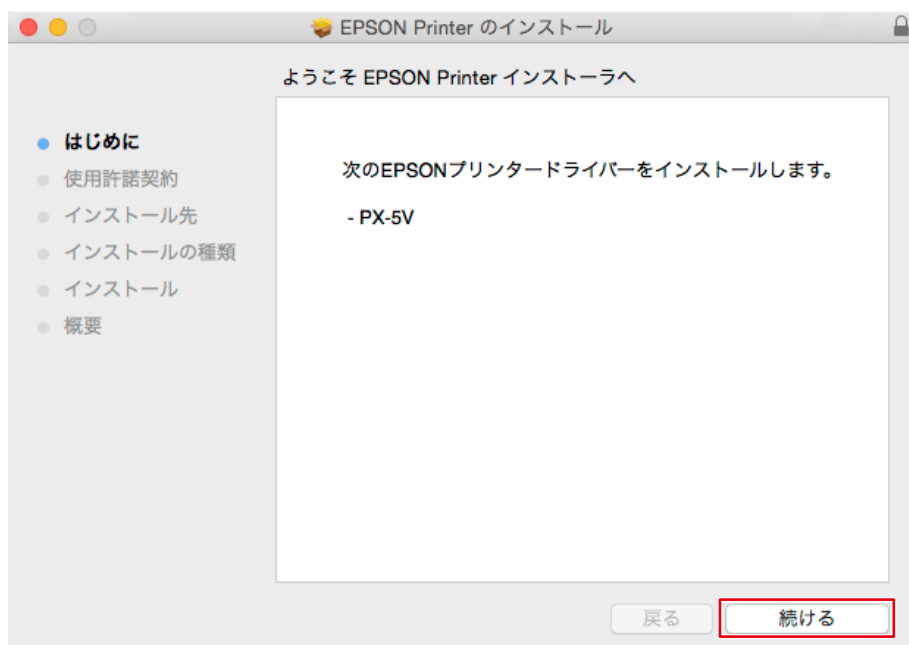 EPSON Printer のインストール
ようこそ EPSON Printer インストーラへ
はじめに
使用許諾契約
インストール先
インストールの種類
インストール
概要
次のEPSONプリンタードライバーをインストールします。
- PX-5V
戻る
続ける